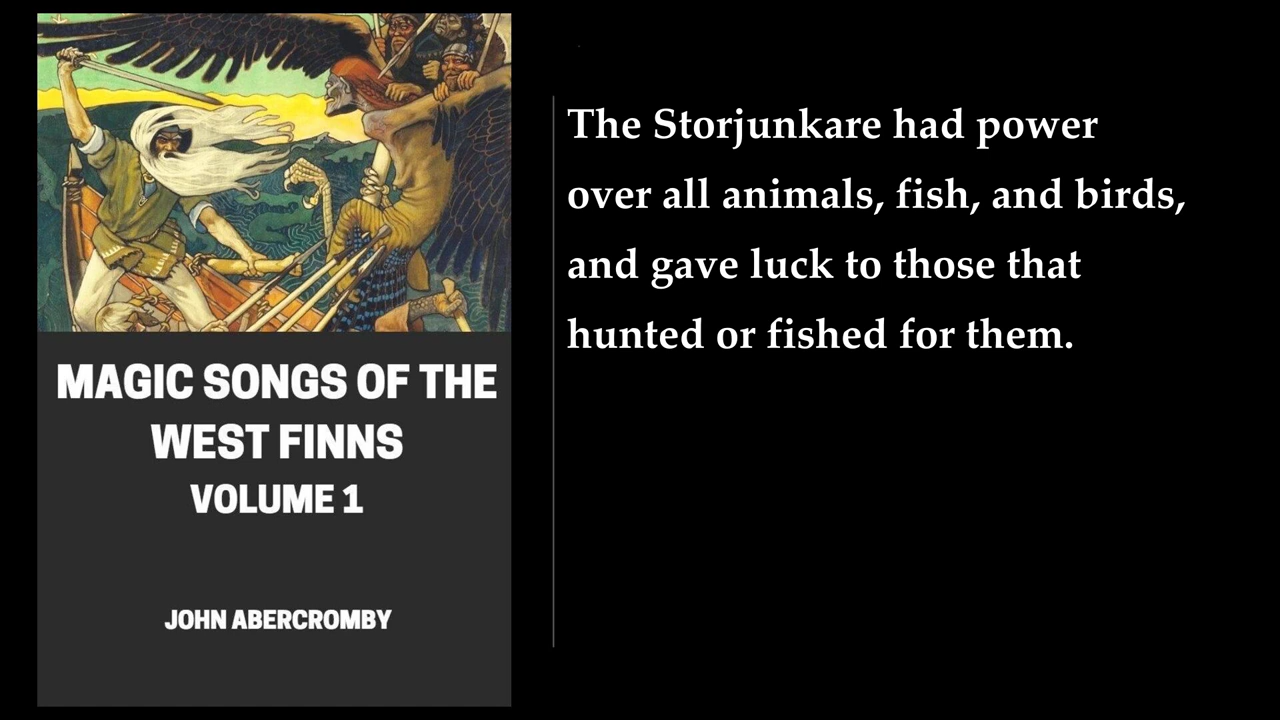 MAGIC SONGS OF THE
WEST FINNS
VOLUME 1
JOHN ABERCROMBY
The Storjunkare had power
over all animals, fish, and birds,
and gave luck to those that
hunted or fished for them.